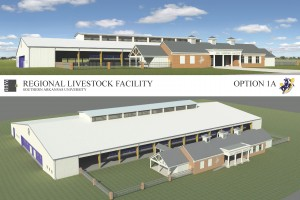 REGIONAL LIVESTOCK FACILITY
OPTION 1A
SOUTHERN ARKANSAS UNIVERSITY